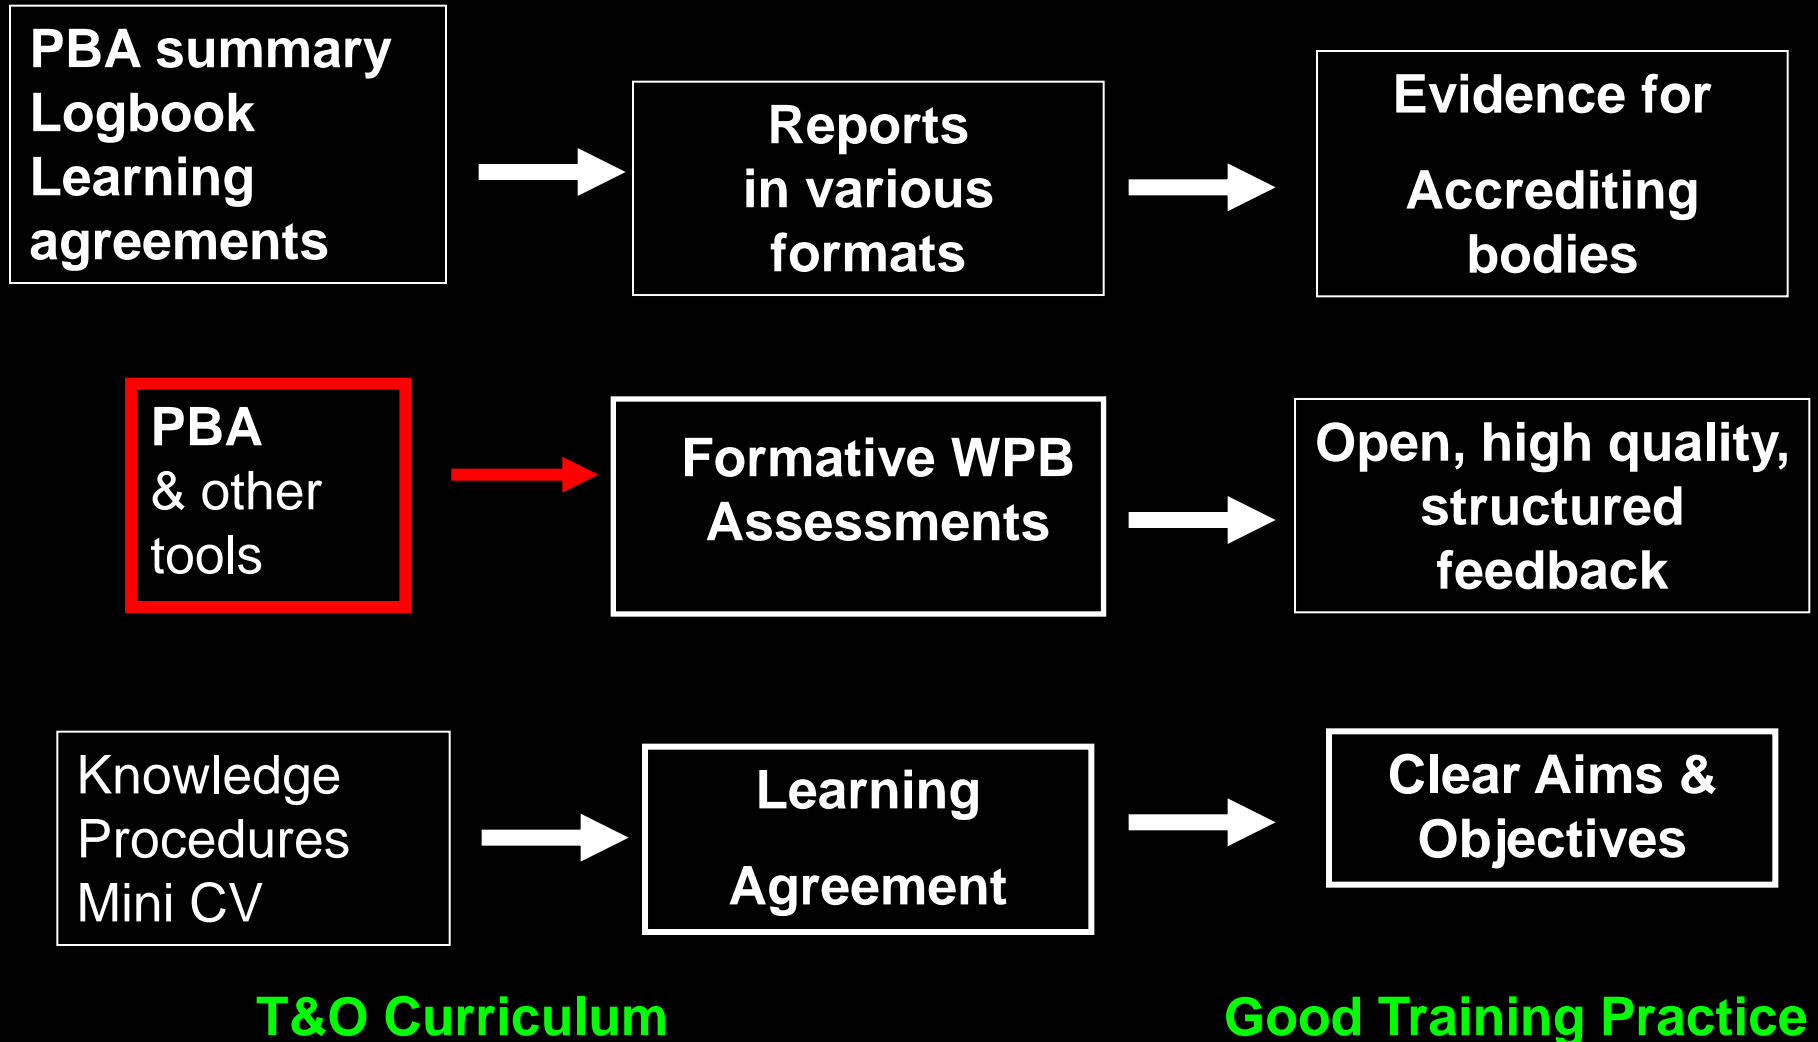 PBA summary
Logbook
Learning
agreements
Reports
in various
formats
Evidence for
Accrediting
bodies
PBA
& other
tools
Formative WPB
Assessments
Open, high quality,
structured
feedback
Knowledge
Procedures
Mini CV
Learning
Agreement
Clear Aims &
Objectives
T&O Curriculum
Good Training Practice